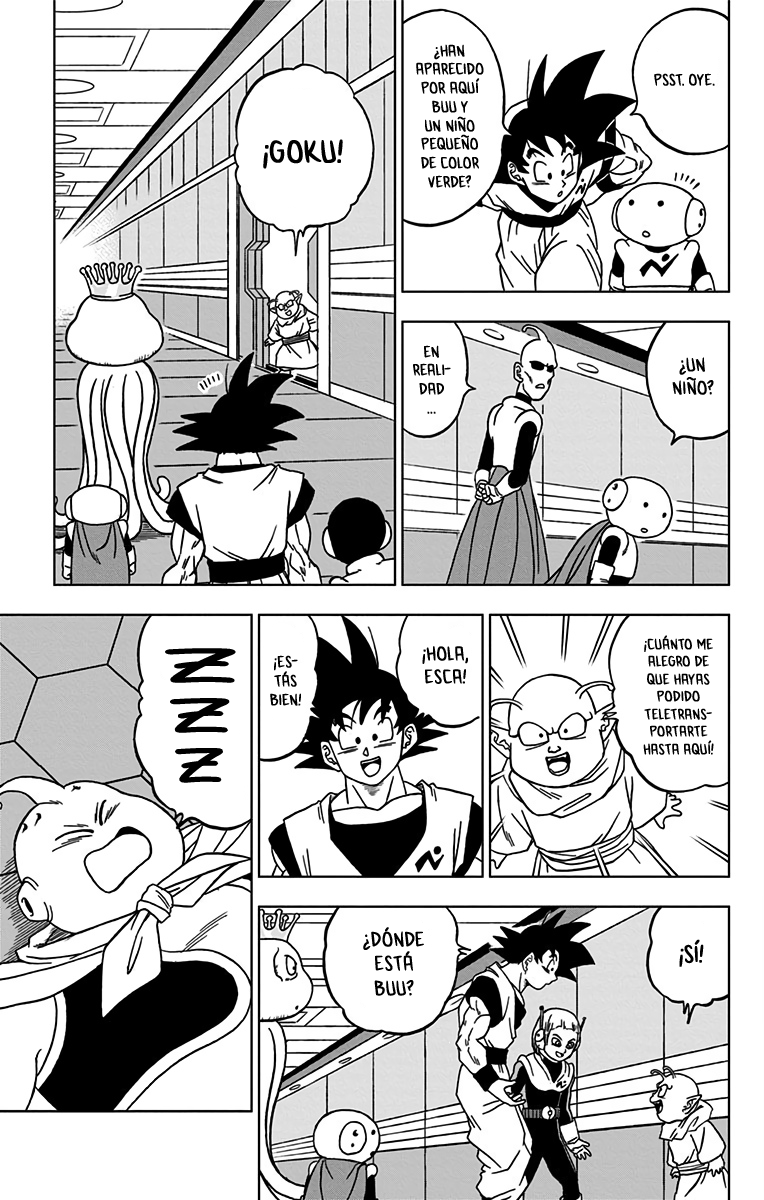 PSST. OYE.
¿HAN
APARECIDO
POR AQUÍ
BUU Y
UN NIÑO
PEQUEÑO
DE COLOR
VERDE?
¿UN
NIÑO?
EN
REALI-
DAD
...
¡GOKU!
¡CUÁNTO ME
ALEGRO DE
QUE HAYAS
PODIDO
TELETRANS-
PORTARTE
HASTA AQUÍ!
¡HOLA,
ESCA!
¡ES-
TÁS
BIEN!
¡SÍ!
¿DÓNDE
ESTÁ
BUU?
Z
Z
Z